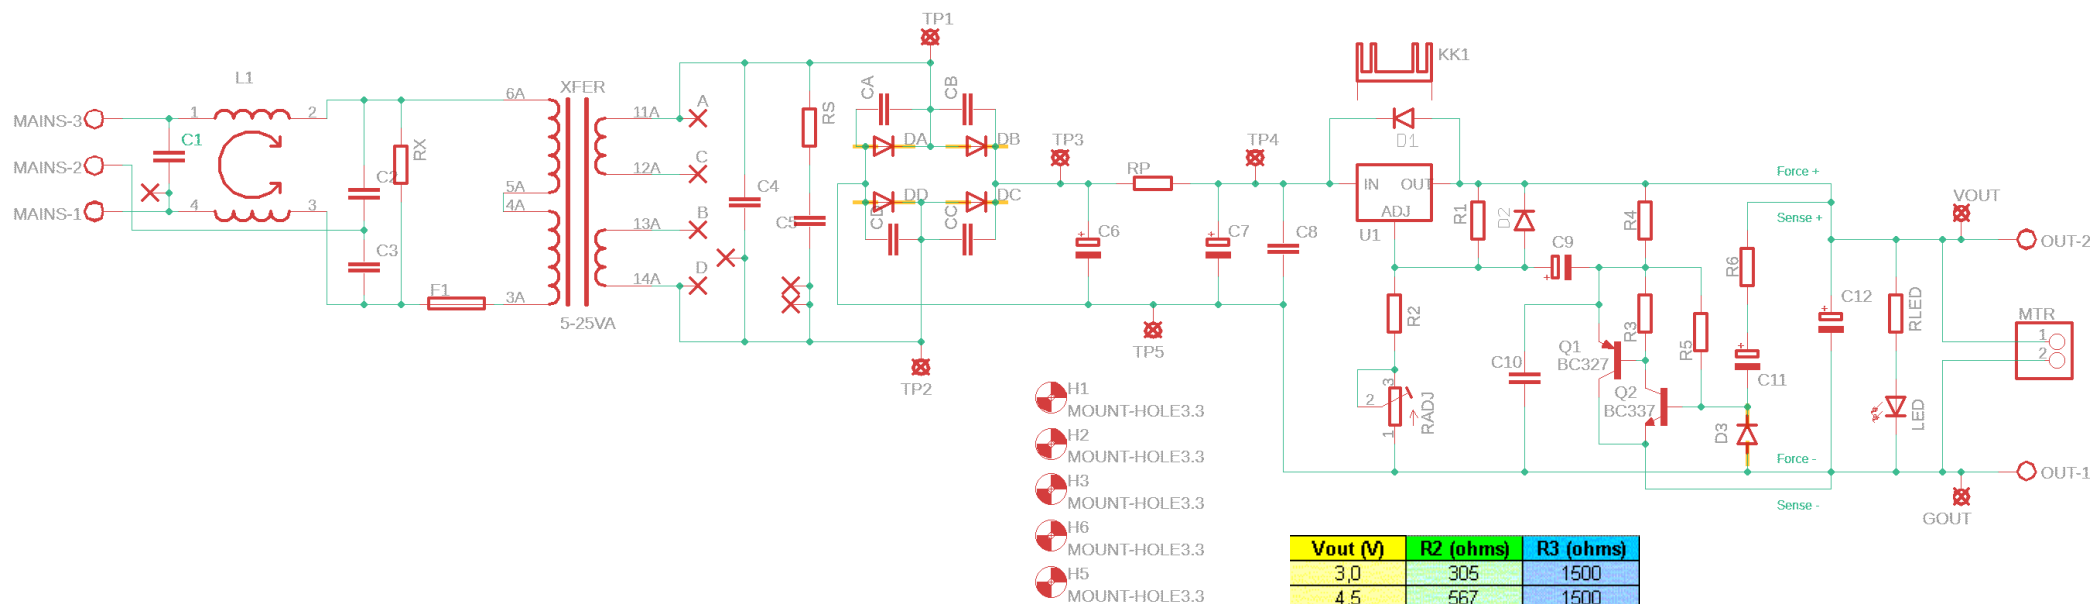 TP1
KK1
L1
XFER
6A
CA
CB
A
11A
RS
MAINS-3
1
2
C1
D1
DA
DB
TP3
TP4
RX
RP
MAINS-2
C
12A
IN
OUT
Force +
5A
C2
C4
DD
DC
ADJ
VOUT
MAINS-1
4
3
4A
R1
D2
R4
Sense +
B
13A
C5
CD
CC
C6
C7
C8
U1
C9
OUT-2
C3
D
14A
R6
F1
3A
R2
R3
C12
RLED
MTR
5-25VA
1
2
TP5
Q1
BC327
R5
C10
C11
TP2
3
2
1
RADJ
Q2
BC337
D3
LED
H1
MOUNT-HOLE3.3
H2
MOUNT-HOLE3.3
Force -
OUT-1
H3
MOUNT-HOLE3.3
Sense -
GOUT
H6
MOUNT-HOLE3.3
H5
MOUNT-HOLE3.3
Vout (V) R2 (ohms) R3 (ohms)
3,0 305 1500
4,5 567 1500